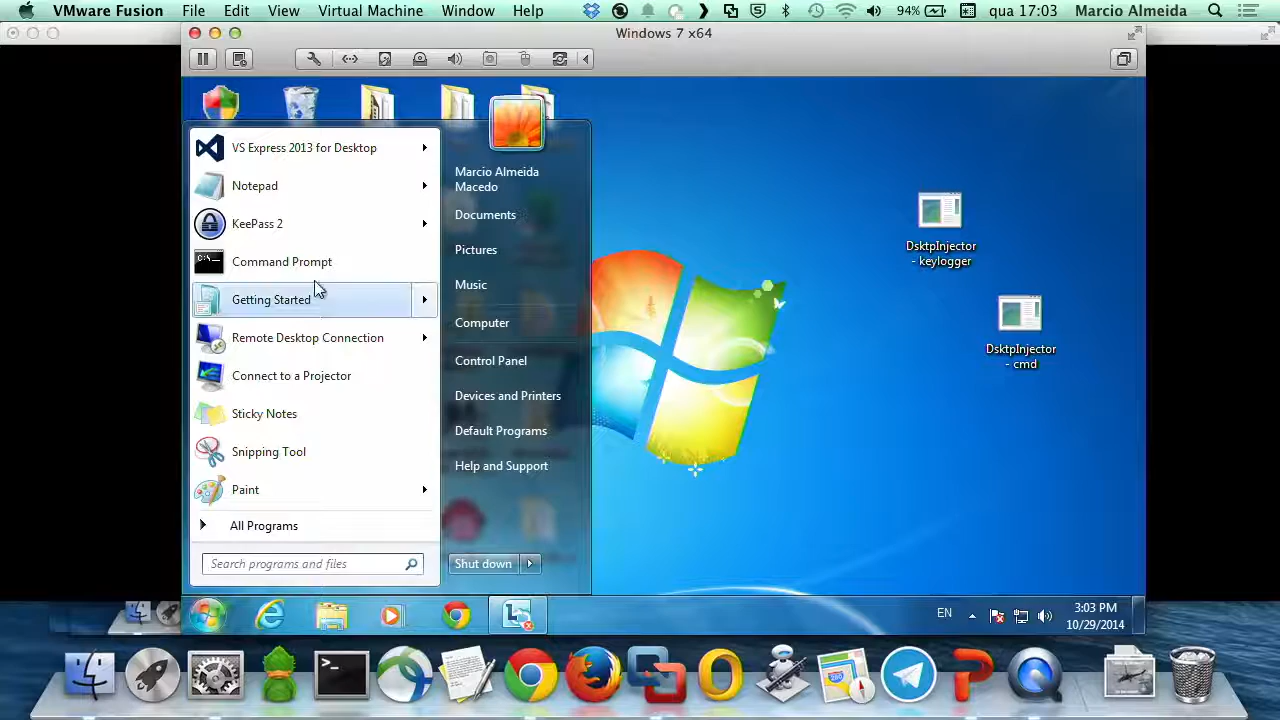 VMware Fusion File Edit View Virtual Machine Window Help 94% qua 17:03 Marcio Almeida
Windows 7 x64
VS Express 2013 for Desktop
Notepad
KeePass 2
Command Prompt
Getting Started
Remote Desktop Connection
Connect to a Projector
Sticky Notes
Snipping Tool
Paint
All Programs
Search programs and files
Marcio Almeida
Macedo
Documents
Pictures
Music
Computer
Control Panel
Devices and Printers
Default Programs
Help and Support
Shut down
DsktpInjector
- keylogger
DsktpInjector
- cmd
EN
3:03 PM
10/29/2014